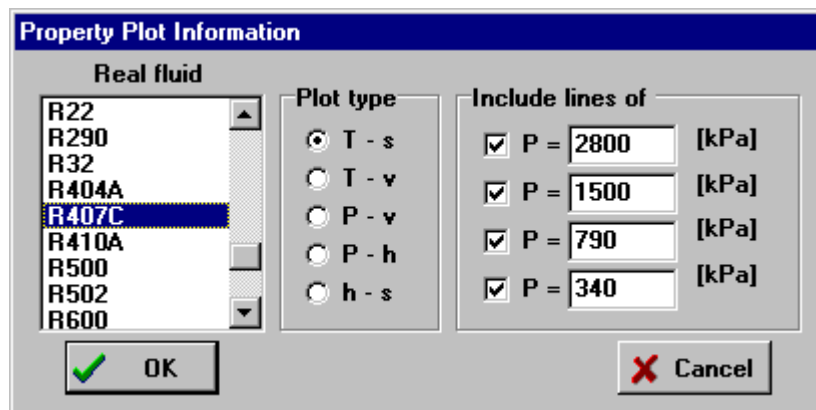 Property Plot Information
Real fluid
R22
R290
R32
R404A
R407C
R410A
R500
R502
R600
Plot type
T - s
T - v
P - v
P - h
h - s
Include lines of
P = 2800 [kPa]
P = 1500 [kPa]
P = 790 [kPa]
P = 340 [kPa]
OK
Cancel